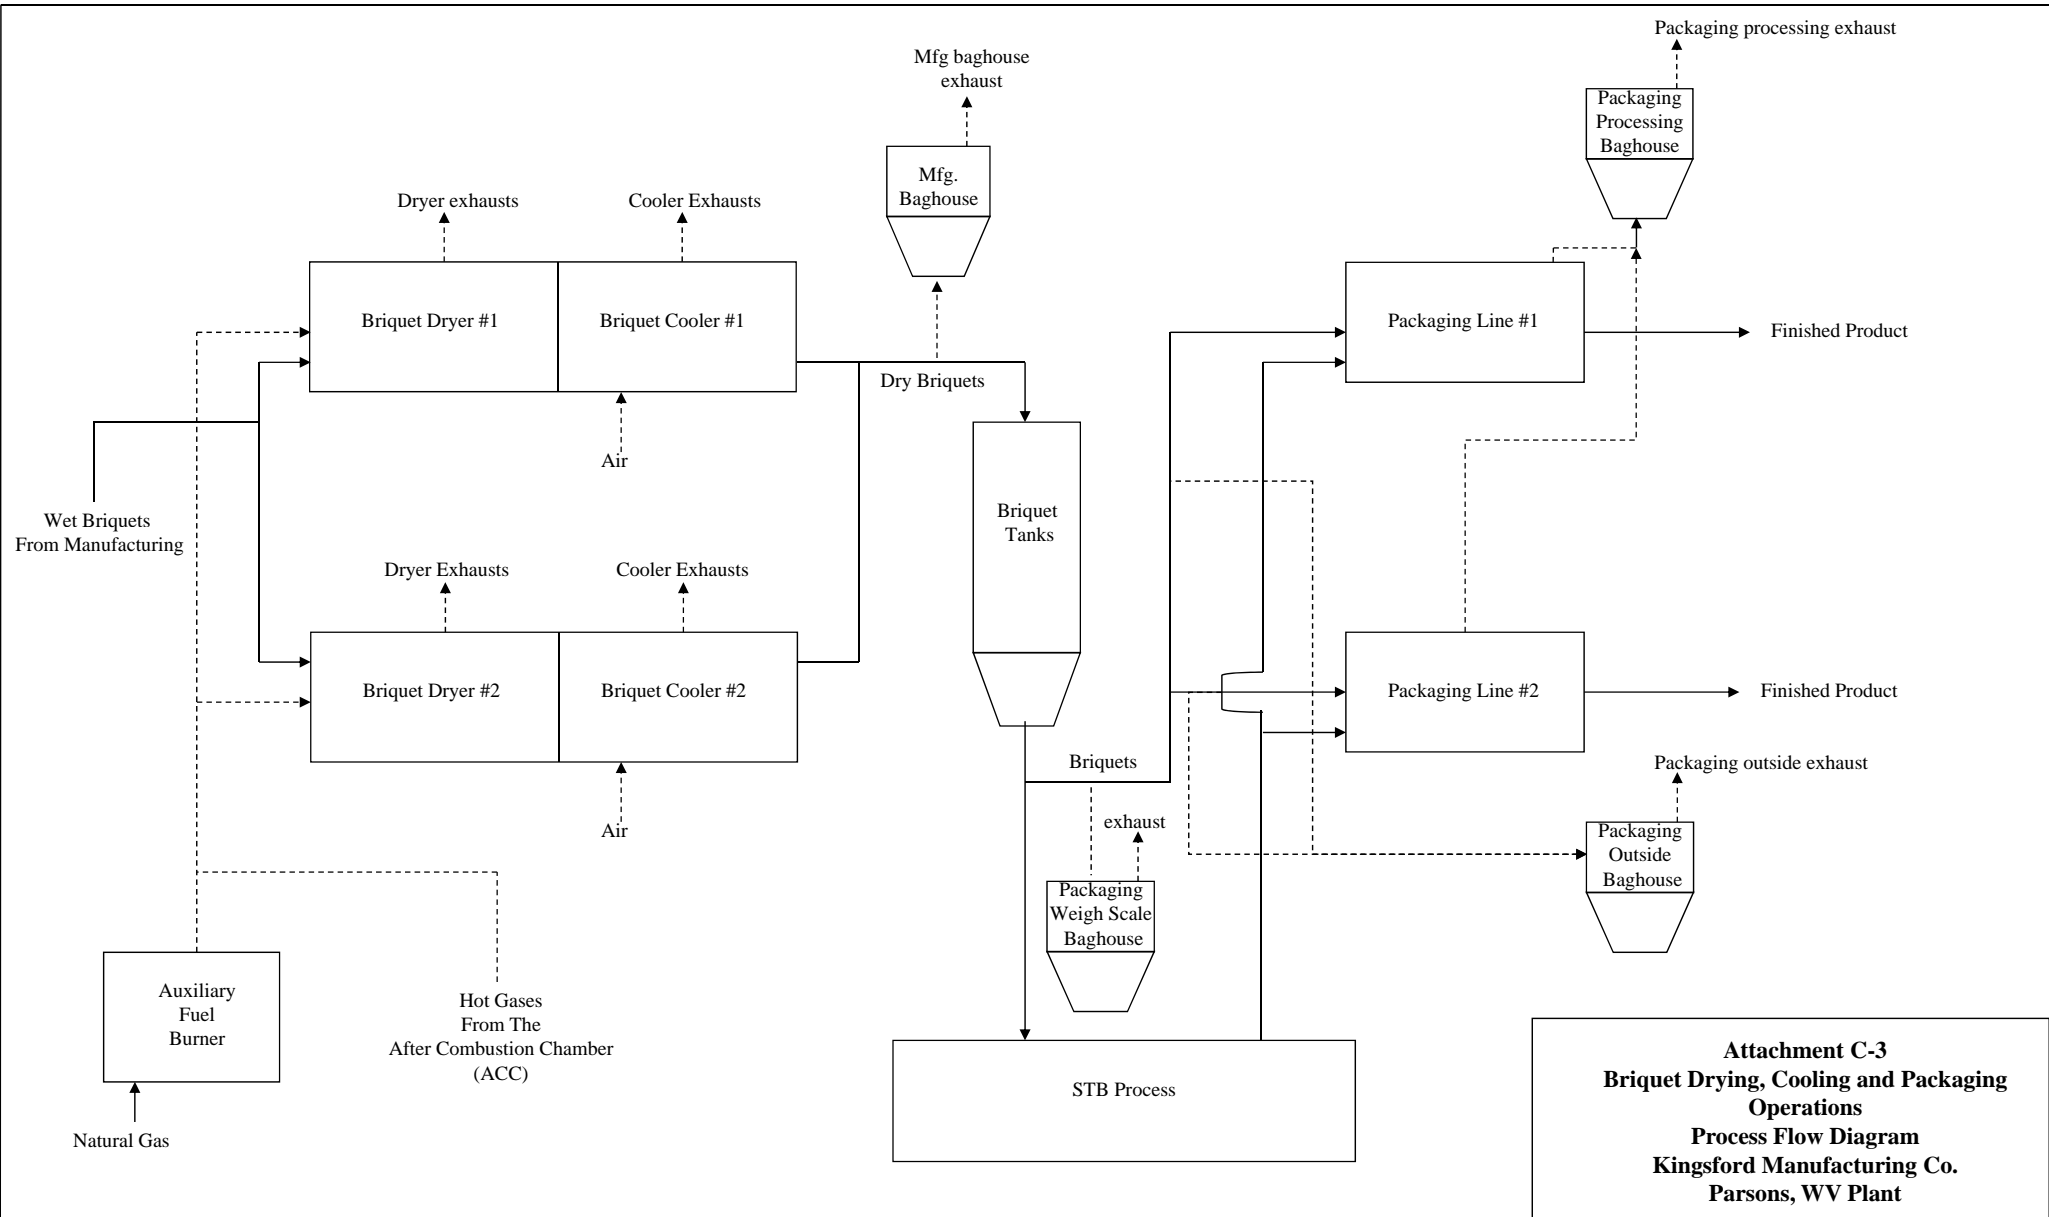 Packaging processing exhaust
Mfg baghouse
exhaust
Packaging
Processing
Baghouse
Mfg.
Baghouse
Dryer exhausts
Cooler Exhausts
Briquet Dryer #1
Briquet Cooler #1
Packaging Line #1
Finished Product
Dry Briquets
Air
Wet Briquets
From Manufacturing
Briquet
Tanks
Dryer Exhausts
Cooler Exhausts
Briquet Dryer #2
Briquet Cooler #2
Packaging Line #2
Finished Product
Briquets
Packaging outside exhaust
Air
exhaust
Packaging
Outside
Baghouse
Packaging
Weigh Scale
Baghouse
Auxiliary
Fuel
Burner
Hot Gases
From The
After Combustion Chamber
(ACC)
STB Process
Natural Gas
Attachment C-3
Briquet Drying, Cooling and Packaging
Operations
Process Flow Diagram
Kingsford Manufacturing Co.
Parsons, WV Plant